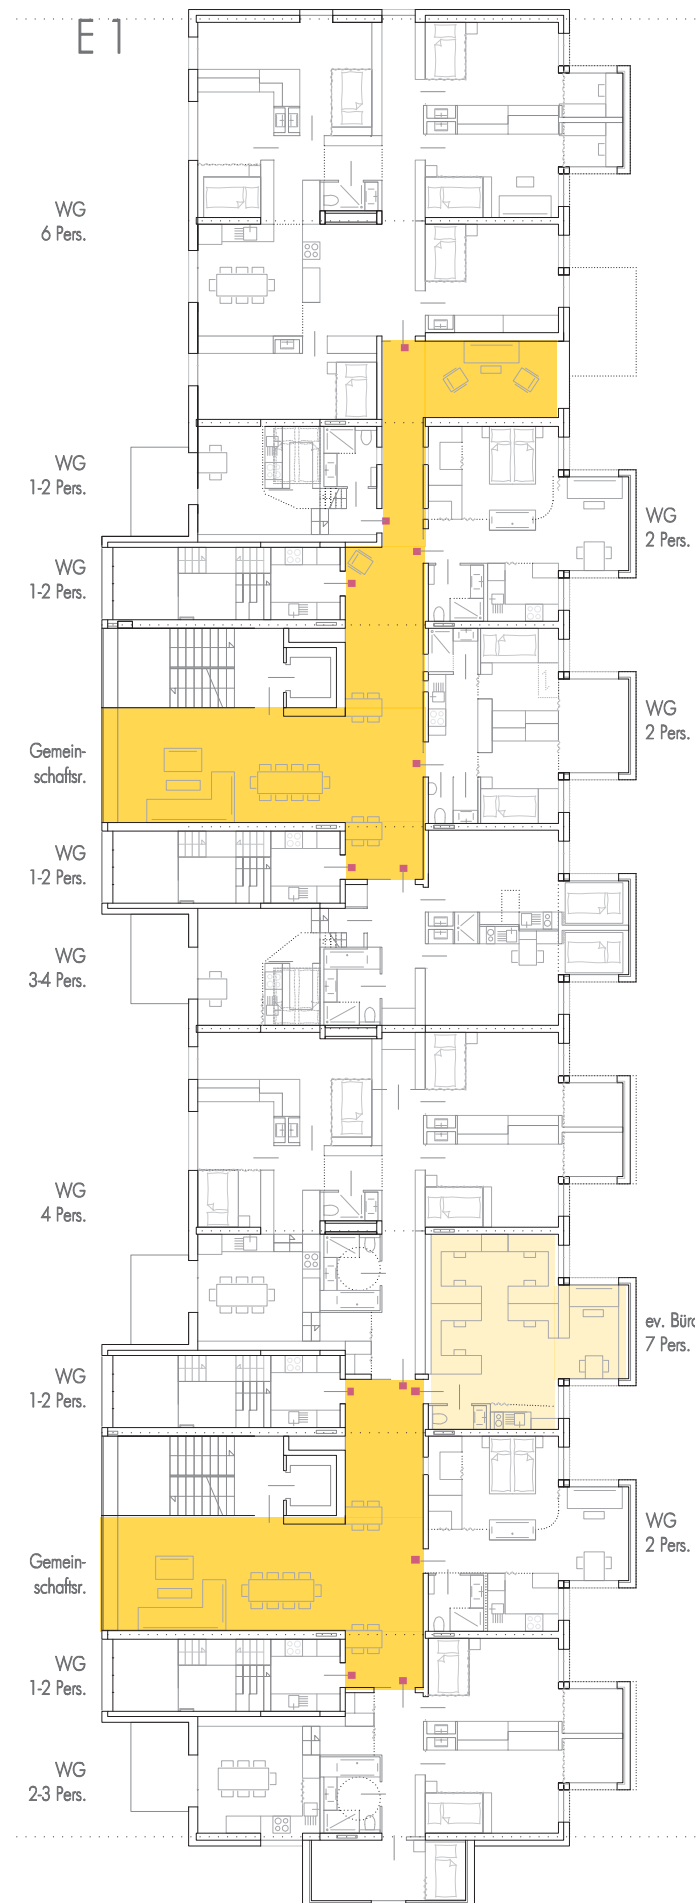 E 1
WG
6 Pers.
WG
1-2 Pers.
WG
2 Pers.
WG
1-2 Pers.
WG
2 Pers.
Gemein-
schaftsr.
WG
1-2 Pers.
WG
3-4 Pers.
WG
4 Pers.
ev. Büro
7 Pers.
WG
1-2 Pers.
WG
2 Pers.
Gemein-
schaftsr.
WG
1-2 Pers.
WG
2-3 Pers.